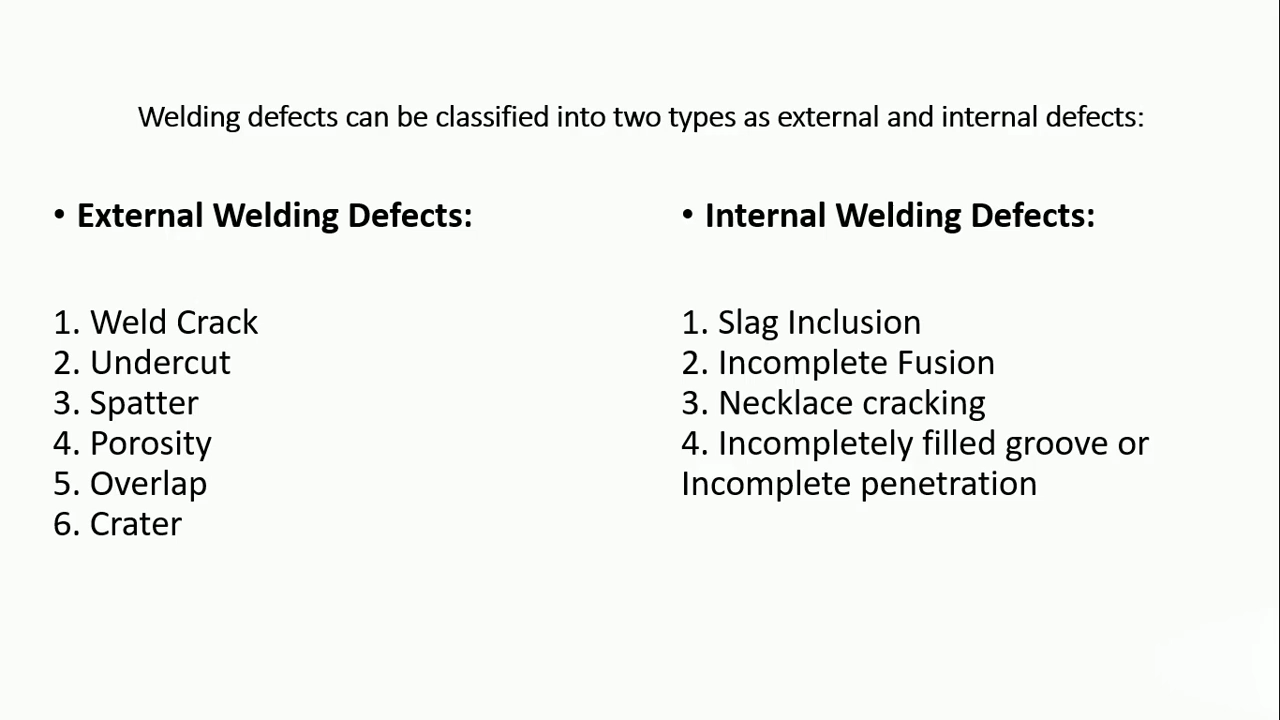 Welding defects can be classified into two types as external and internal defects:
• External Welding Defects:
1. Weld Crack
2. Undercut
3. Spatter
4. Porosity
5. Overlap
6. Crater
• Internal Welding Defects:
1. Slag Inclusion
2. Incomplete Fusion
3. Necklace cracking
4. Incompletely filled groove or
Incomplete penetration